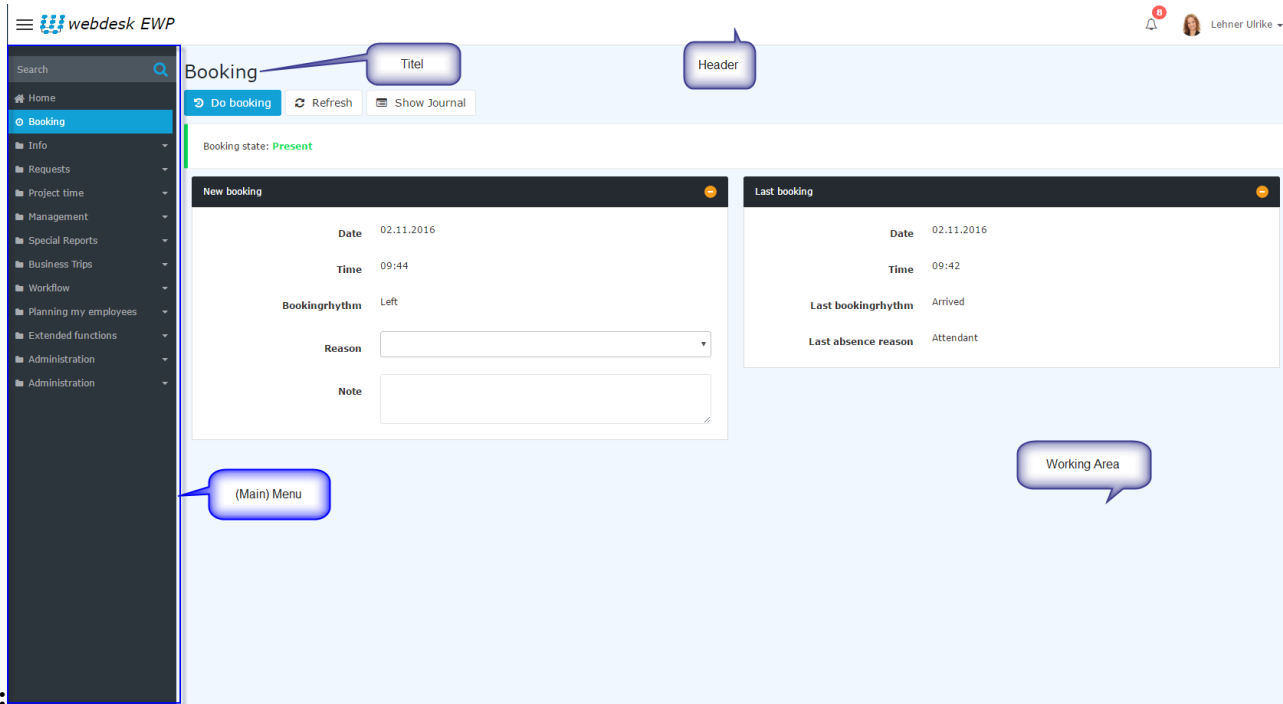 webdesk EWP
8
Lehner Ulrike
Search
Home
Booking
Info
Requests
Project time
Management
Special Reports
Business Trips
Workflow
Planning my employees
Extended functions
Administration
Administration
(Main) Menu
Booking
Titel
Header
Do booking
Refresh
Show Journal
Booking state: Present
New booking
Date 02.11.2016
Time 09:44
Bookingrhythm Left
Reason
Note
Last booking
Date 02.11.2016
Time 09:42
Last bookingrhythm Arrived
Last absence reason Attendant
Working Area
: